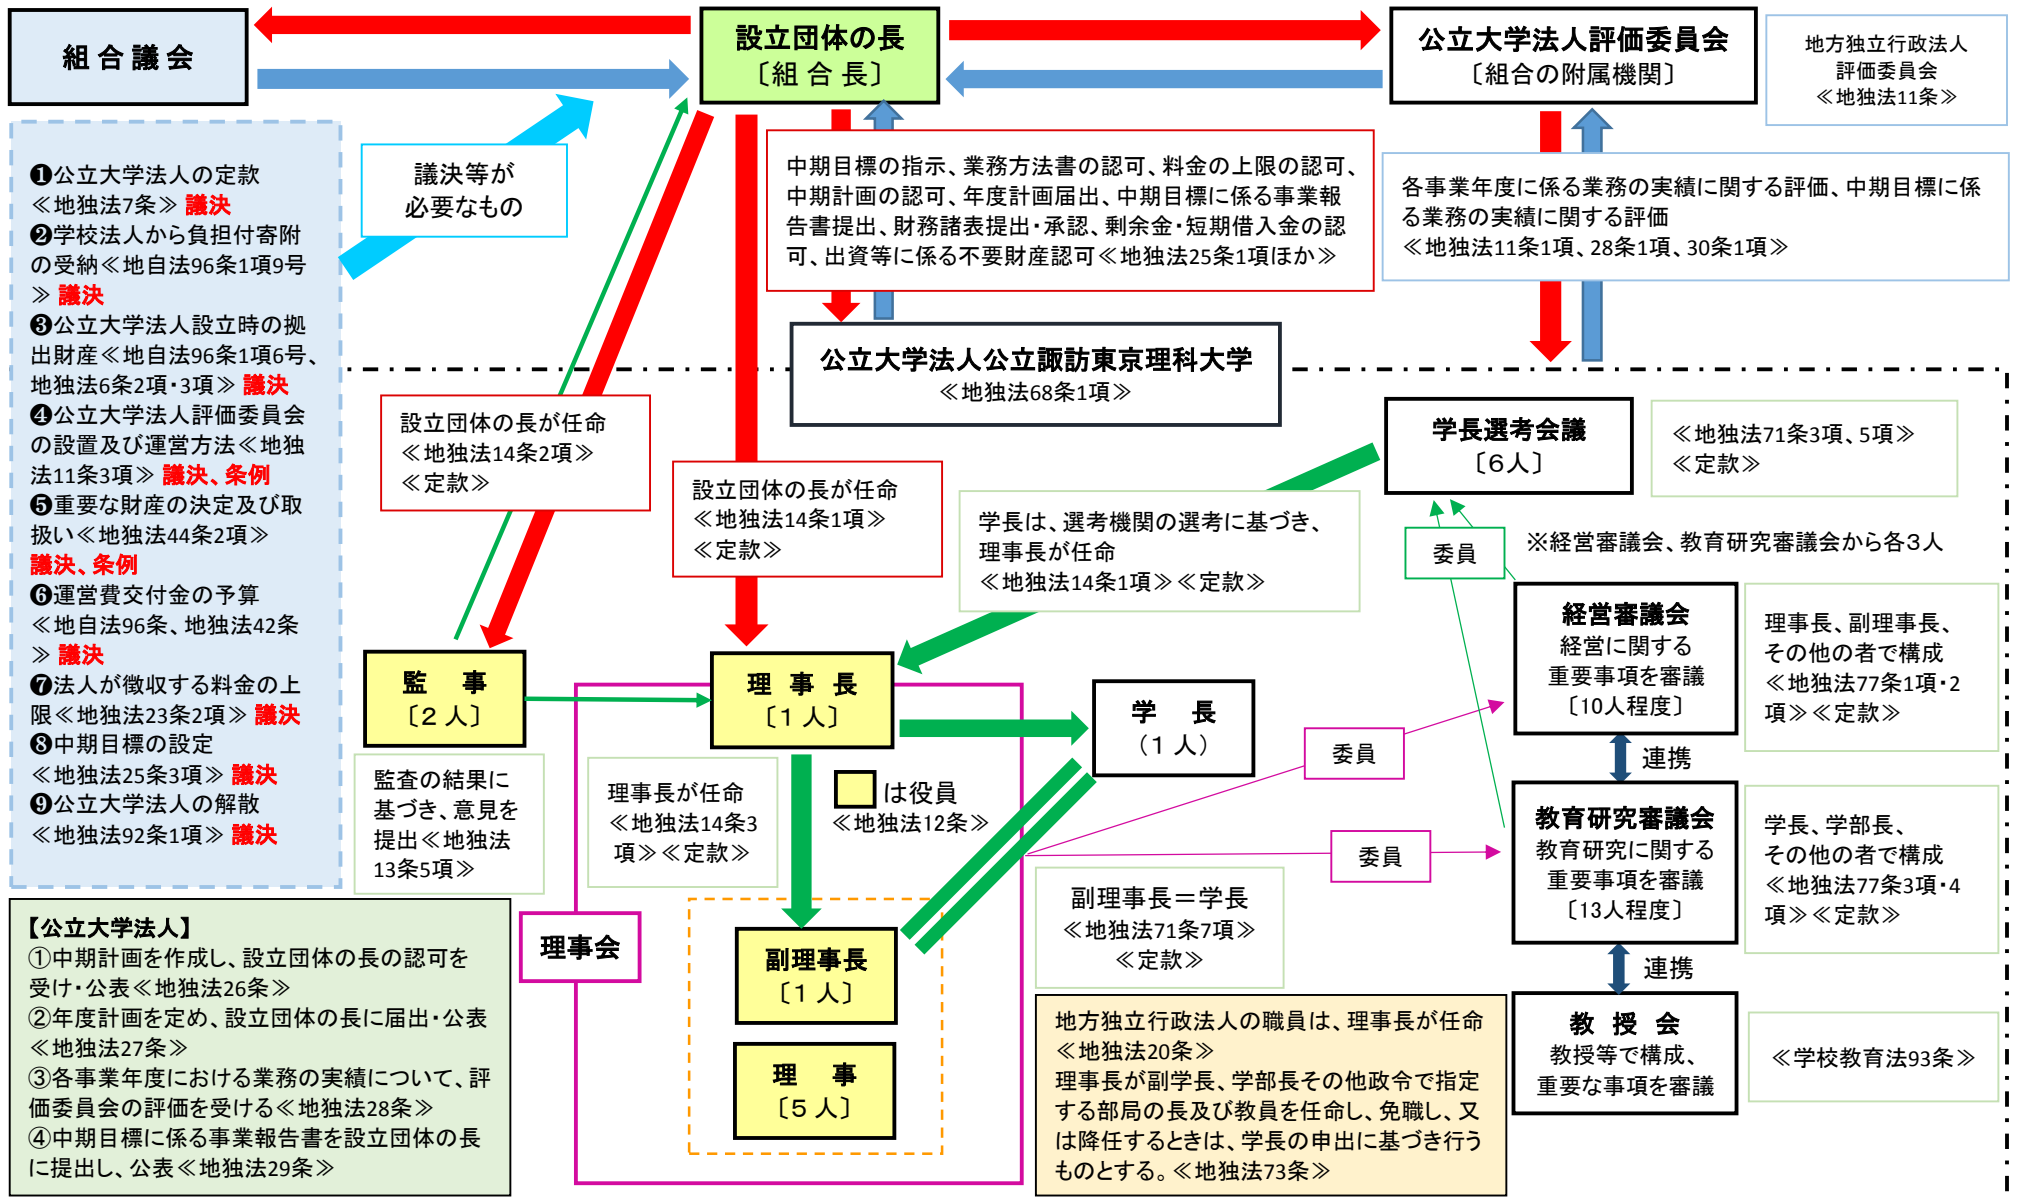 組合議会
設立団体の長
〔組合長〕
公立大学法人評価委員会
〔組合の附属機関〕
地方独立行政法人
評価委員会
≪地独法11条≫
❶公立大学法人の定款
≪地独法7条≫ 議決
❷学校法人から負担付寄附
の受納≪地自法96条1項9号
≫ 議決
❸公立大学法人設立時の拠
出財産≪地自法96条1項6号、
地独法6条2項・3項≫ 議決
❹公立大学法人評価委員会
の設置及び運営方法≪地独
法11条3項≫ 議決、条例
❺重要な財産の決定及び取
扱い≪地独法44条2項≫
議決、条例
❻運営費交付金の予算
≪地自法96条、地独法42条
≫ 議決
❼法人が徴収する料金の上
限≪地独法23条2項≫ 議決
❽中期目標の設定
≪地独法25条3項≫ 議決
❾公立大学法人の解散
≪地独法92条1項≫ 議決
議決等が
必要なもの
中期目標の指示、業務方法書の認可、料金の上限の認可、
中期計画の認可、年度計画届出、中期目標に係る事業報
告書提出、財務諸表提出・承認、剰余金・短期借入金の認
可、出資等に係る不要財産認可≪地独法25条1項ほか≫
各事業年度に係る業務の実績に関する評価、中期目標に係
る業務の実績に関する評価
≪地独法11条1項、28条1項、30条1項≫
公立大学法人公立諏訪東京理科大学
≪地独法68条1項≫
設立団体の長が任命
≪地独法14条2項≫
≪定款≫
設立団体の長が任命
≪地独法14条1項≫
≪定款≫
学長は、選考機関の選考に基づき、
理事長が任命
≪地独法14条1項≫≪定款≫
学長選考会議
〔6人〕
≪地独法71条3項、5項≫
≪定款≫
委員
※経営審議会、教育研究審議会から各3人
経営審議会
経営に関する
重要事項を審議
〔10人程度〕
理事長、副理事長、
その他の者で構成
≪地独法77条1項・2
項≫≪定款≫
監 事
〔2人〕
理事長
〔1人〕
学 長
(1人)
委員
連携
監査の結果に
基づき、意見を
提出≪地独法
13条5項≫
理事長が任命
≪地独法14条3
項≫≪定款≫
は役員
≪地独法12条≫
委員
教育研究審議会
教育研究に関する
重要事項を審議
〔13人程度〕
学長、学部長、
その他の者で構成
≪地独法77条3項・4
項≫≪定款≫
副理事長＝学長
≪地独法71条7項≫
≪定款≫
理事会
副理事長
〔1人〕
理 事
〔5人〕
連携
教授会
教授等で構成、
重要な事項を審議
≪学校教育法93条≫
【公立大学法人】
①中期計画を作成し、設立団体の長の認可を
受け・公表≪地独法26条≫
②年度計画を定め、設立団体の長に届出・公表
≪地独法27条≫
③各事業年度における業務の実績について、評
価委員会の評価を受ける≪地独法28条≫
④中期目標に係る事業報告書を設立団体の長
に提出し、公表≪地独法29条≫
地方独立行政法人の職員は、理事長が任命
≪地独法20条≫
理事長が副学長、学部長その他政令で指定
する部局の長及び教員を任命し、免職し、又
は降任するときは、学長の申出に基づき行う
ものとする。≪地独法73条≫